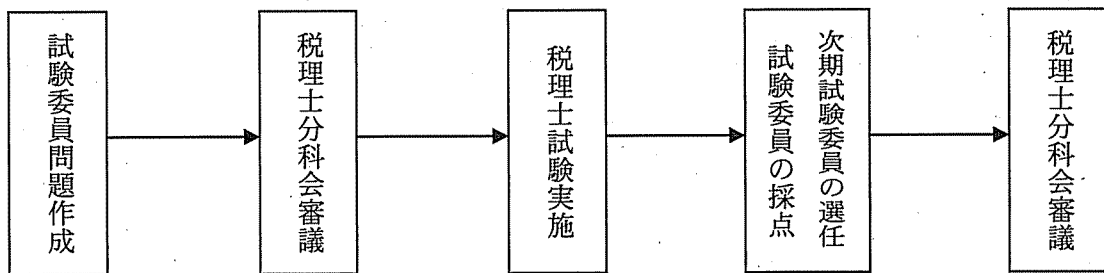 試験委員問題作成
税理士分科会審議
税理士試験実施
次期試験委員の選任
試験委員の採点
税理士分科会審議